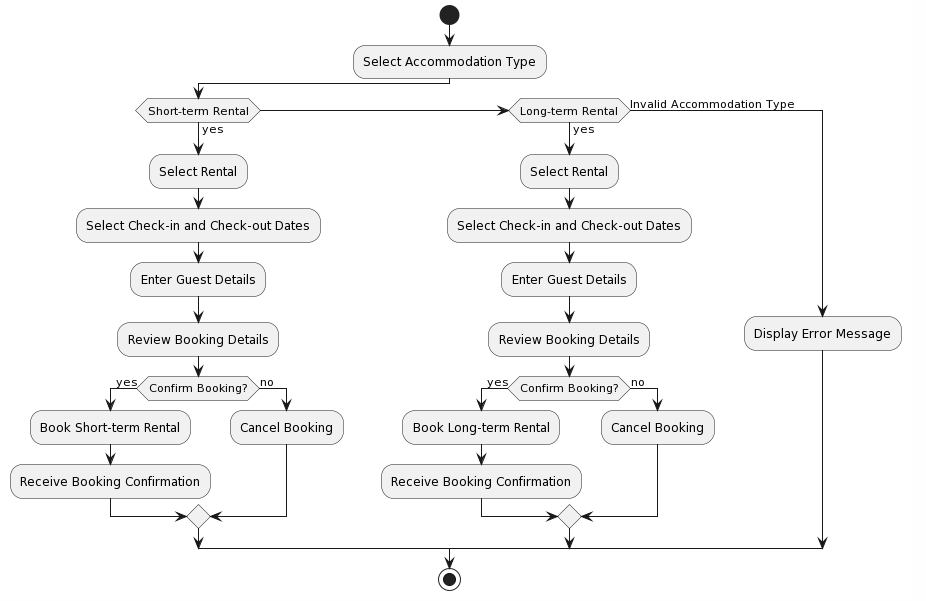 Select Accommodation Type
Short-term Rental
Long-term Rental
Invalid Accommodation Type
yes
yes
Select Rental
Select Rental
Select Check-in and Check-out Dates
Select Check-in and Check-out Dates
Enter Guest Details
Enter Guest Details
Display Error Message
Review Booking Details
Review Booking Details
yes
Confirm Booking?
no
yes
Confirm Booking?
no
Book Short-term Rental
Cancel Booking
Book Long-term Rental
Cancel Booking
Receive Booking Confirmation
Receive Booking Confirmation